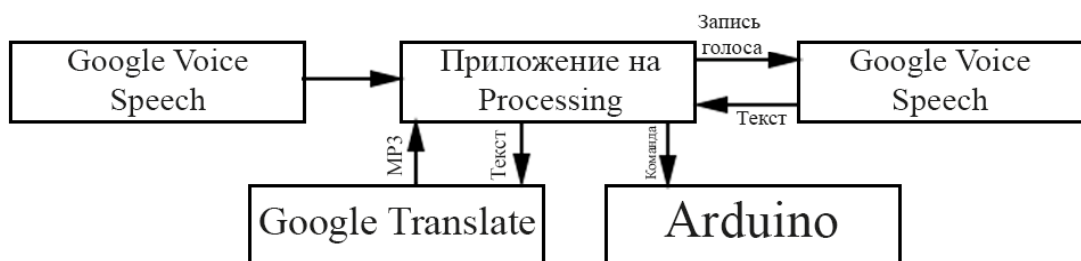 Google Voice
Speech
Приложение на
Processing
Запись
голоса
Текст
Google Voice
Speech
MP3
Текст
Команда
Google Translate
Arduino